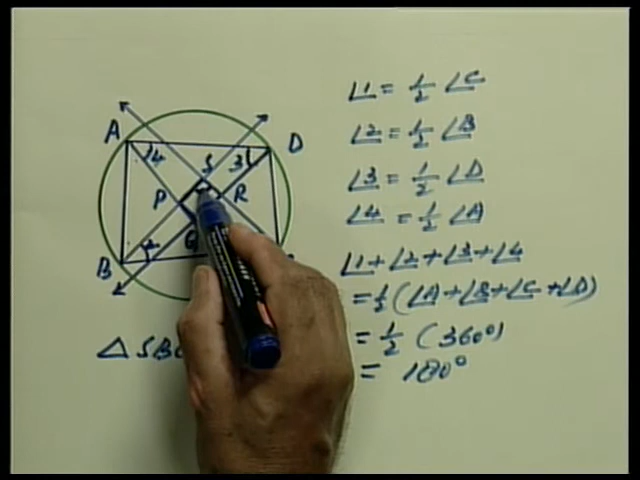 A
D
4
S
3
P
R
B
2
Q
△ SBC
∠1 = 1/2 ∠C
∠2 = 1/2 ∠B
∠3 = 1/2 ∠D
∠4 = 1/2 ∠A
∠1 + ∠2 + ∠3 + ∠4
= 1/2 (∠A + ∠B + ∠C + ∠D)
= 1/2 (360°)
= 180°